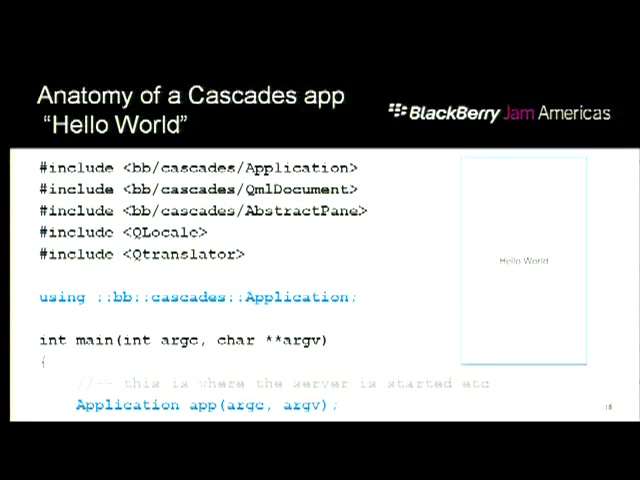 Anatomy of a Cascades app
"Hello World"
BlackBerry Jam Americas
#include <bb/cascades/Application>
#include <bb/cascades/QmlDocument>
#include <bb/cascades/AbstractPane>
#include <QLocale>
#include <Qtranslator>
Hello World
using ::bb::cascades::Application;
int main(int argc, char **argv)
{
//-- this is where the server is started etc
Application app(argc, argv);
18